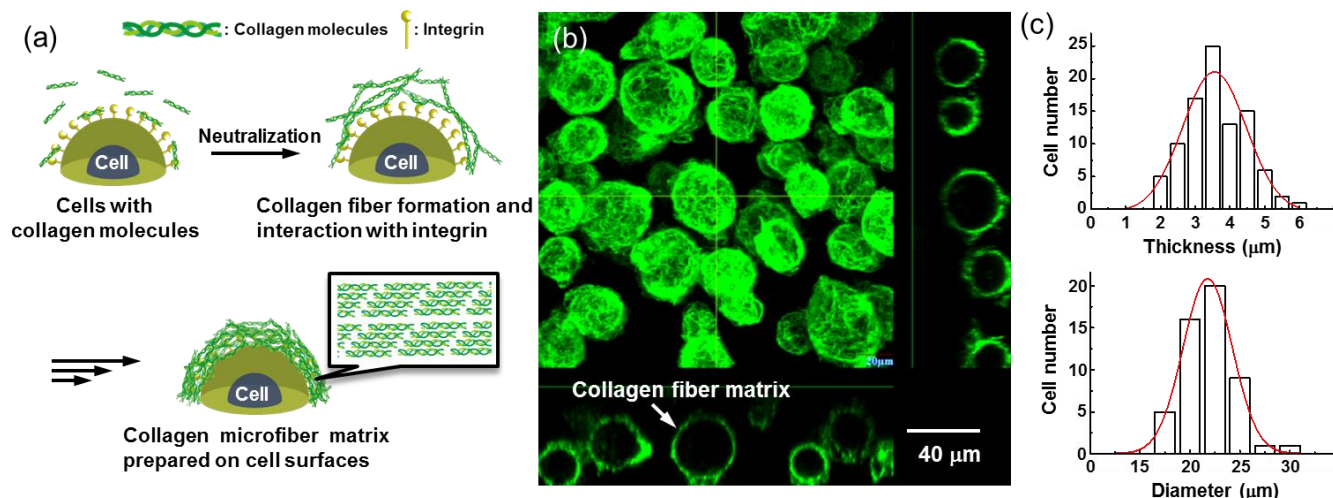 (a)
: Collagen molecules
: Integrin
Neutralization
Cell
Cell
Cells with
collagen molecules
Collagen fiber formation and
interaction with integrin
Cell
Collagen microfiber matrix
prepared on cell surfaces
(b)
20μm
Collagen fiber matrix
40 μm
(c)
25
20
15
10
5
0
Cell number
0 1 2 3 4 5 6
Thickness (μm)
20
15
10
5
0
Cell number
0 15 20 25 30
Diameter (μm)